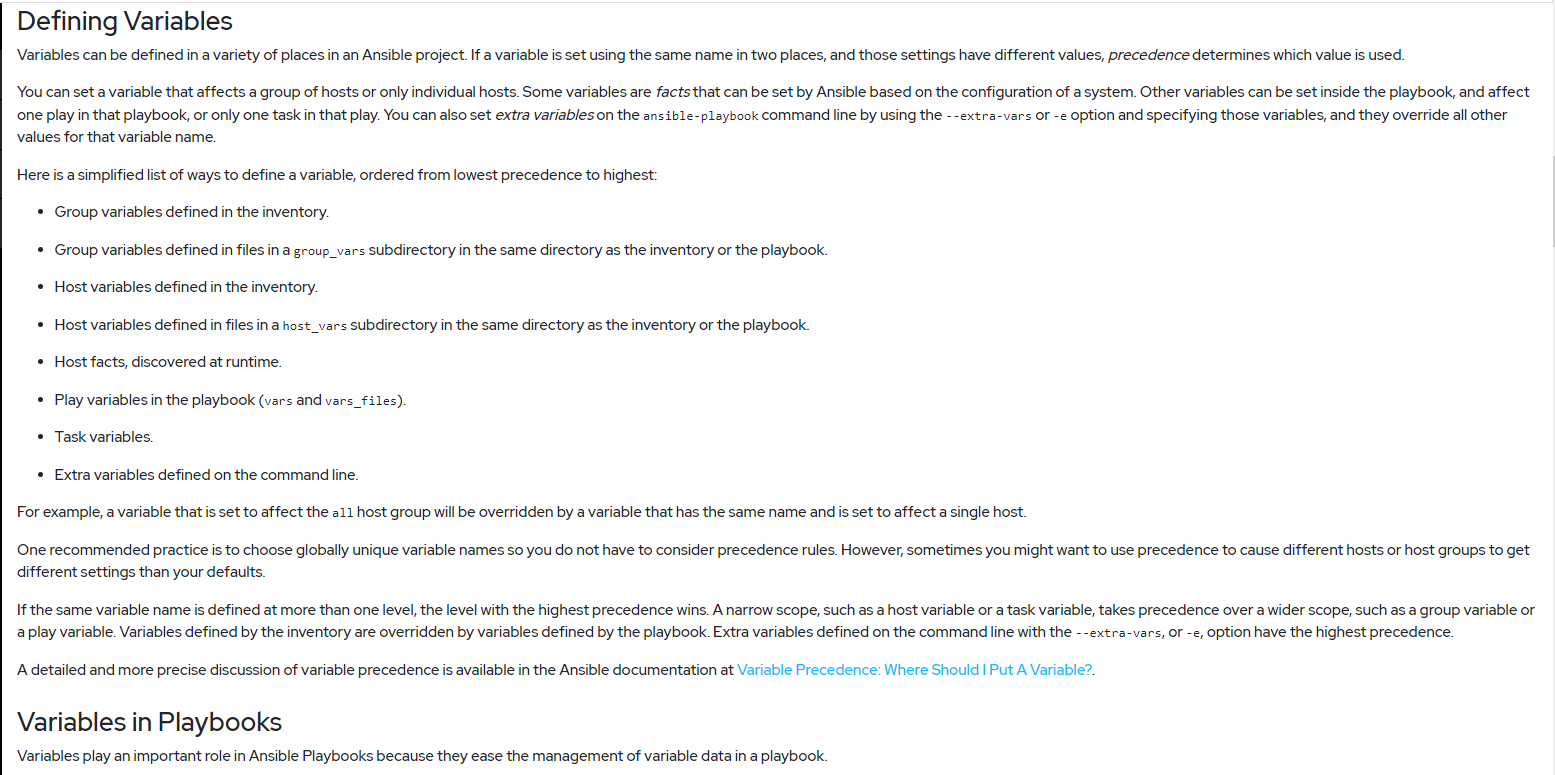 Defining Variables
Variables can be defined in a variety of places in an Ansible project. If a variable is set using the same name in two places, and those settings have different values, precedence determines which value is used.
You can set a variable that affects a group of hosts or only individual hosts. Some variables are facts that can be set by Ansible based on the configuration of a system. Other variables can be set inside the playbook, and affect
one play in that playbook, or only one task in that play. You can also set extra variables on the ansible-playbook command line by using the --extra-vars or -e option and specifying those variables, and they override all other
values for that variable name.
Here is a simplified list of ways to define a variable, ordered from lowest precedence to highest:
• Group variables defined in the inventory.
• Group variables defined in files in a group_vars subdirectory in the same directory as the inventory or the playbook.
• Host variables defined in the inventory.
• Host variables defined in files in a host_vars subdirectory in the same directory as the inventory or the playbook.
• Host facts, discovered at runtime.
• Play variables in the playbook (vars and vars_files).
• Task variables.
• Extra variables defined on the command line.
For example, a variable that is set to affect the all host group will be overridden by a variable that has the same name and is set to affect a single host.
One recommended practice is to choose globally unique variable names so you do not have to consider precedence rules. However, sometimes you might want to use precedence to cause different hosts or host groups to get
different settings than your defaults.
If the same variable name is defined at more than one level, the level with the highest precedence wins. A narrow scope, such as a host variable or a task variable, takes precedence over a wider scope, such as a group variable or
a play variable. Variables defined by the inventory are overridden by variables defined by the playbook. Extra variables defined on the command line with the --extra-vars, or -e, option have the highest precedence.
A detailed and more precise discussion of variable precedence is available in the Ansible documentation at Variable Precedence: Where Should I Put A Variable?.
Variables in Playbooks
Variables play an important role in Ansible Playbooks because they ease the management of variable data in a playbook.